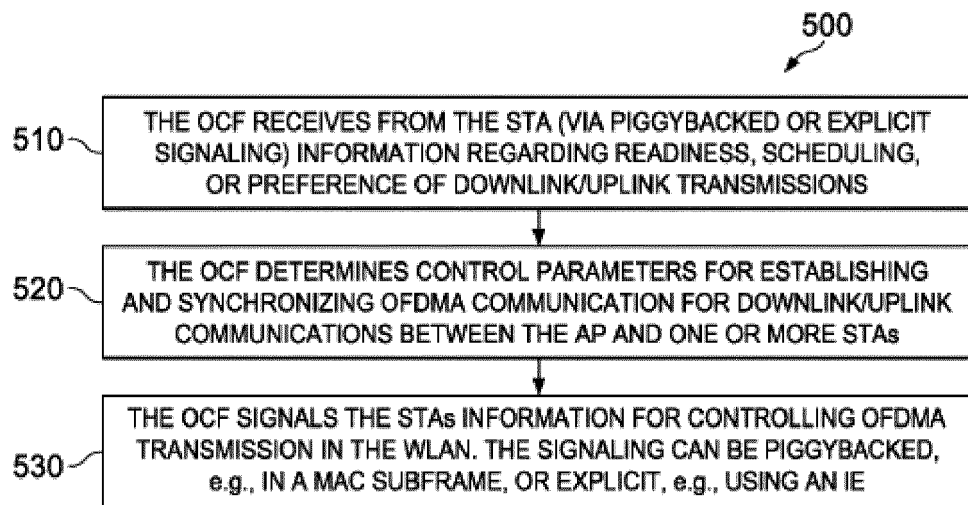 500
510
THE OCF RECEIVES FROM THE STA (VIA PIGGYBACKED OR EXPLICIT
SIGNALING) INFORMATION REGARDING READINESS, SCHEDULING,
OR PREFERENCE OF DOWNLINK/UPLINK TRANSMISSIONS
520
THE OCF DETERMINES CONTROL PARAMETERS FOR ESTABLISHING
AND SYNCHRONIZING OFDMA COMMUNICATION FOR DOWNLINK/UPLINK
COMMUNICATIONS BETWEEN THE AP AND ONE OR MORE STAs
530
THE OCF SIGNALS THE STAs INFORMATION FOR CONTROLLING OFDMA
TRANSMISSION IN THE WLAN. THE SIGNALING CAN BE PIGGYBACKED,
e.g., IN A MAC SUBFRAME, OR EXPLICIT, e.g., USING AN IE